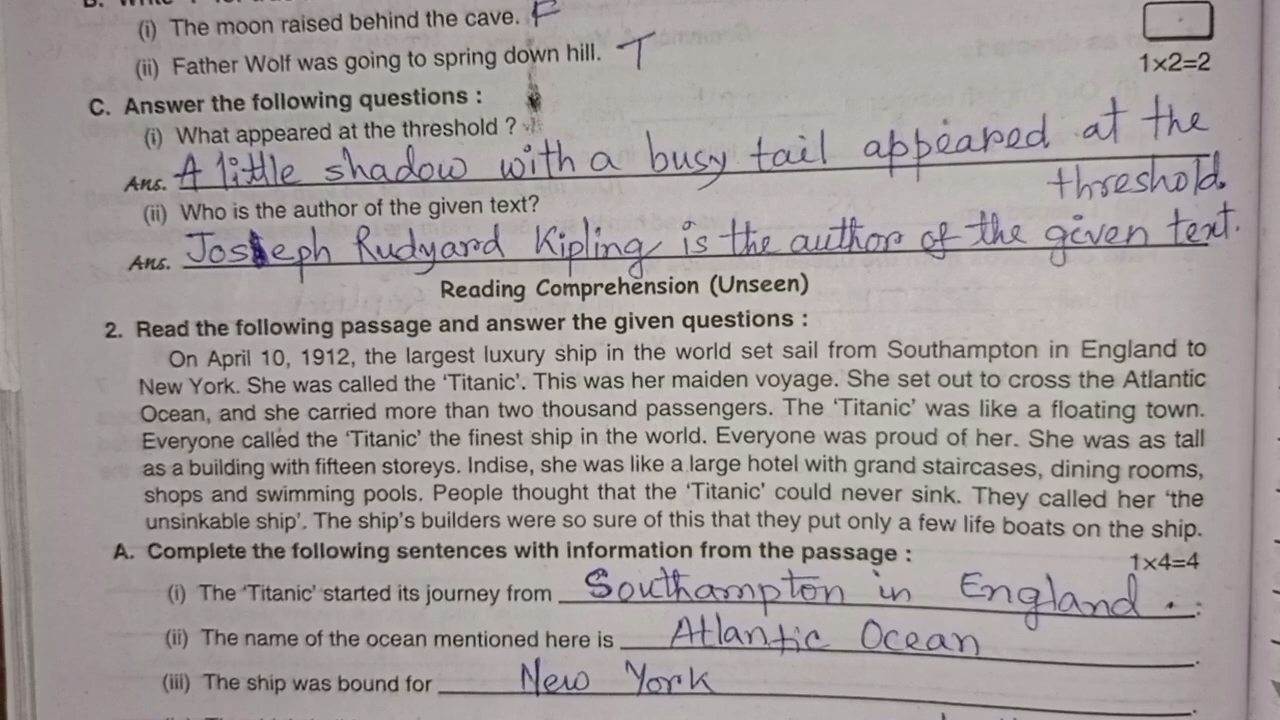 (i) The moon raised behind the cave. F
(ii) Father Wolf was going to spring down hill. T
1×2=2
C. Answer the following questions :
(i) What appeared at the threshold ?
Ans. A little shadow with a busy tail appeared at the
threshold.
(ii) Who is the author of the given text?
Ans. Joseph Rudyard Kipling is the author of the given text.
Reading Comprehension (Unseen)
2. Read the following passage and answer the given questions :
On April 10, 1912, the largest luxury ship in the world set sail from Southampton in England to
New York. She was called the 'Titanic'. This was her maiden voyage. She set out to cross the Atlantic
Ocean, and she carried more than two thousand passengers. The 'Titanic' was like a floating town.
Everyone called the 'Titanic' the finest ship in the world. Everyone was proud of her. She was as tall
as a building with fifteen storeys. Indise, she was like a large hotel with grand staircases, dining rooms,
shops and swimming pools. People thought that the 'Titanic' could never sink. They called her 'the
unsinkable ship'. The ship's builders were so sure of this that they put only a few life boats on the ship.
A. Complete the following sentences with information from the passage :
1×4=4
(i) The 'Titanic' started its journey from Southampton in England.
(ii) The name of the ocean mentioned here is Atlantic Ocean.
(iii) The ship was bound for New York.